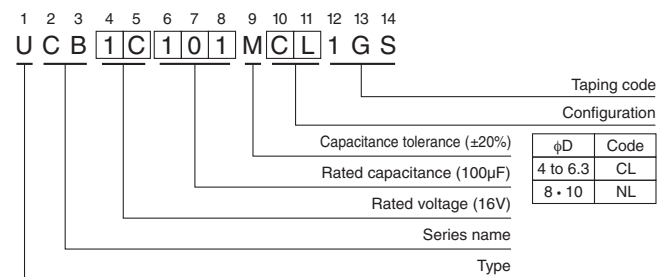 1 2 3 4 5 6 7 8 9 10 11 12 13 14
U C B 1 C 1 0 1 M C L 1 G S
Taping code
Configuration
Capacitance tolerance (±20%)
Rated capacitance (100µF)
Rated voltage (16V)
Series name
Type
ϕD Code
4 to 6.3 CL
8 • 10 NL